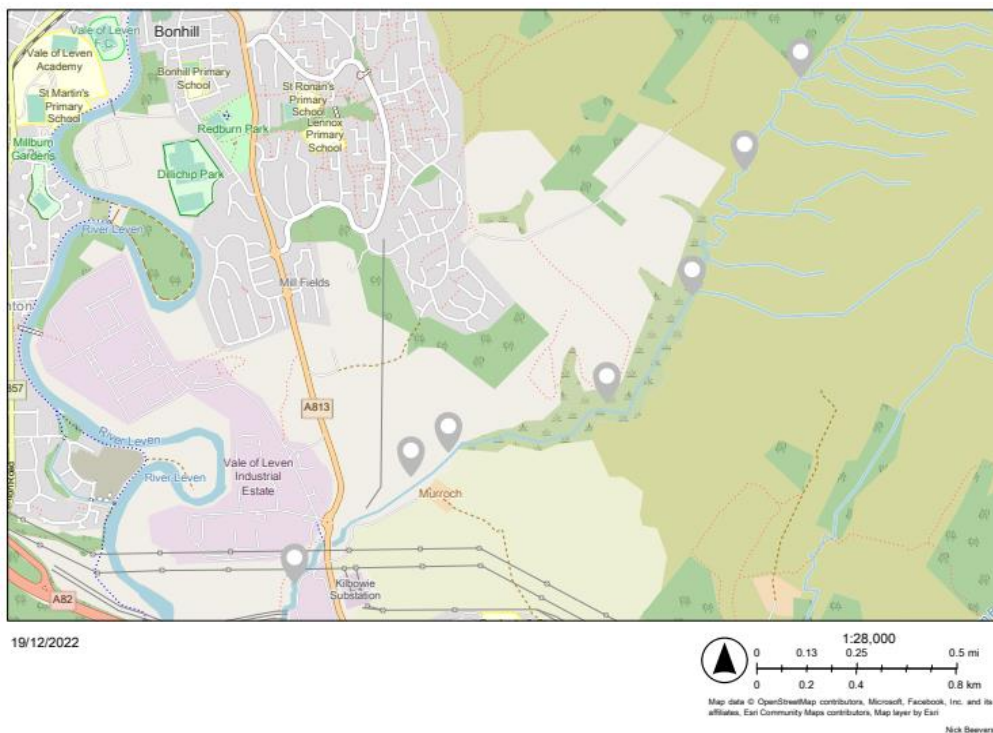 Vale of Leven
F.C.
Bonhill
Vale of Leven
Academy
Bonhill Primary
School
St Martin's
Primary
School
St Ronan's
Primary
School
Lennox
Primary
School
Redburn Park
Millburn
Gardens
Dillichip Park
River Leven
Mill Fields
nton
857
A813
River Leven
River Leven
Vale of Leven
Industrial
Estate
Murroch
Kilbowie
Substation
A82
19/12/2022
1:28,000
0 0.13 0.25 0.5 mi
0 0.2 0.4 0.8 km
Map data © OpenStreetMap contributors, Microsoft, Facebook, Inc. and its
affiliates, Esri Community Maps contributors, Map layer by Esri
Nick Beevers